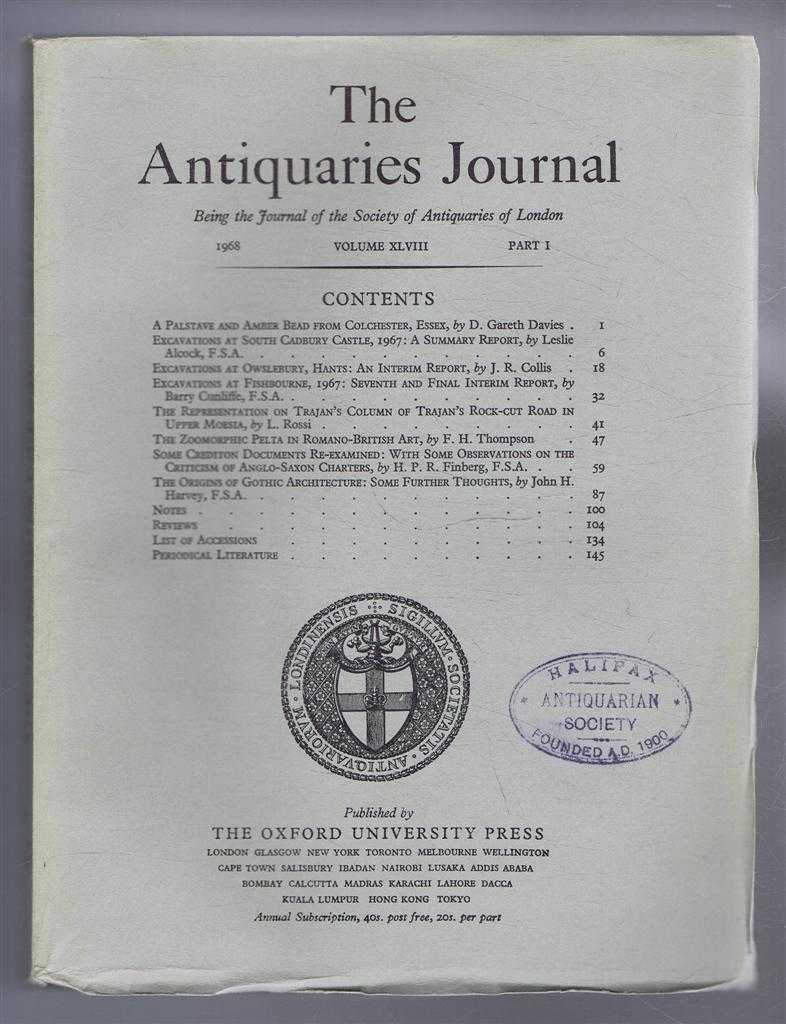 The
Antiquaries Journal
Being the Journal of the Society of Antiquaries of London
1968 VOLUME XLVIII PART I
CONTENTS
A PALSTAVE AND AMBER BEAD FROM COLCHESTER, ESSEX, by D. Gareth Davies . 1
EXCAVATIONS AT SOUTH CADBURY CASTLE, 1967: A SUMMARY REPORT, by Leslie
Alcock, F.S.A. . . . . . . . . . . . 6
EXCAVATIONS AT OWSLEBURY, HANTS: AN INTERIM REPORT, by J. R. Collis . 18
EXCAVATIONS AT FISHBOURNE, 1967: SEVENTH AND FINAL INTERIM REPORT, by
Barry Cunliffe, F.S.A. . . . . . . . . . . 32
THE REPRESENTATION ON TRAJAN'S COLUMN OF TRAJAN'S ROCK-CUT ROAD IN
UPPER MOESIA, by L. Rossi . . . . . . . . . 41
THE ZOOMORPHIC PELTA IN ROMANO-BRITISH ART, by F. H. Thompson . 47
SOME CREDITON DOCUMENTS RE-EXAMINED: WITH SOME OBSERVATIONS ON THE
CRITICISM OF ANGLO-SAXON CHARTERS, by H. P. R. Finberg, F.S.A. . . 59
THE ORIGINS OF GOTHIC ARCHITECTURE: SOME FURTHER THOUGHTS, by John H.
Harvey, F.S.A. . . . . . . . . . . . 87
NOTES . . . . . . . . . . . . . 100
REVIEWS . . . . . . . . . . . . 104
LIST OF ACCESSIONS . . . . . . . . . . 134
PERIODICAL LITERATURE . . . . . . . . . . 145
SIGILLVM · SOCIETATIS · ANTIQVARIORVM · LONDINENSIS
HALIFAX
* ANTIQUARIAN *
SOCIETY
FOUNDED A.D. 1900
Published by
THE OXFORD UNIVERSITY PRESS
LONDON GLASGOW NEW YORK TORONTO MELBOURNE WELLINGTON
CAPE TOWN SALISBURY IBADAN NAIROBI LUSAKA ADDIS ABABA
BOMBAY CALCUTTA MADRAS KARACHI LAHORE DACCA
KUALA LUMPUR HONG KONG TOKYO
Annual Subscription, 40s. post free, 20s. per part